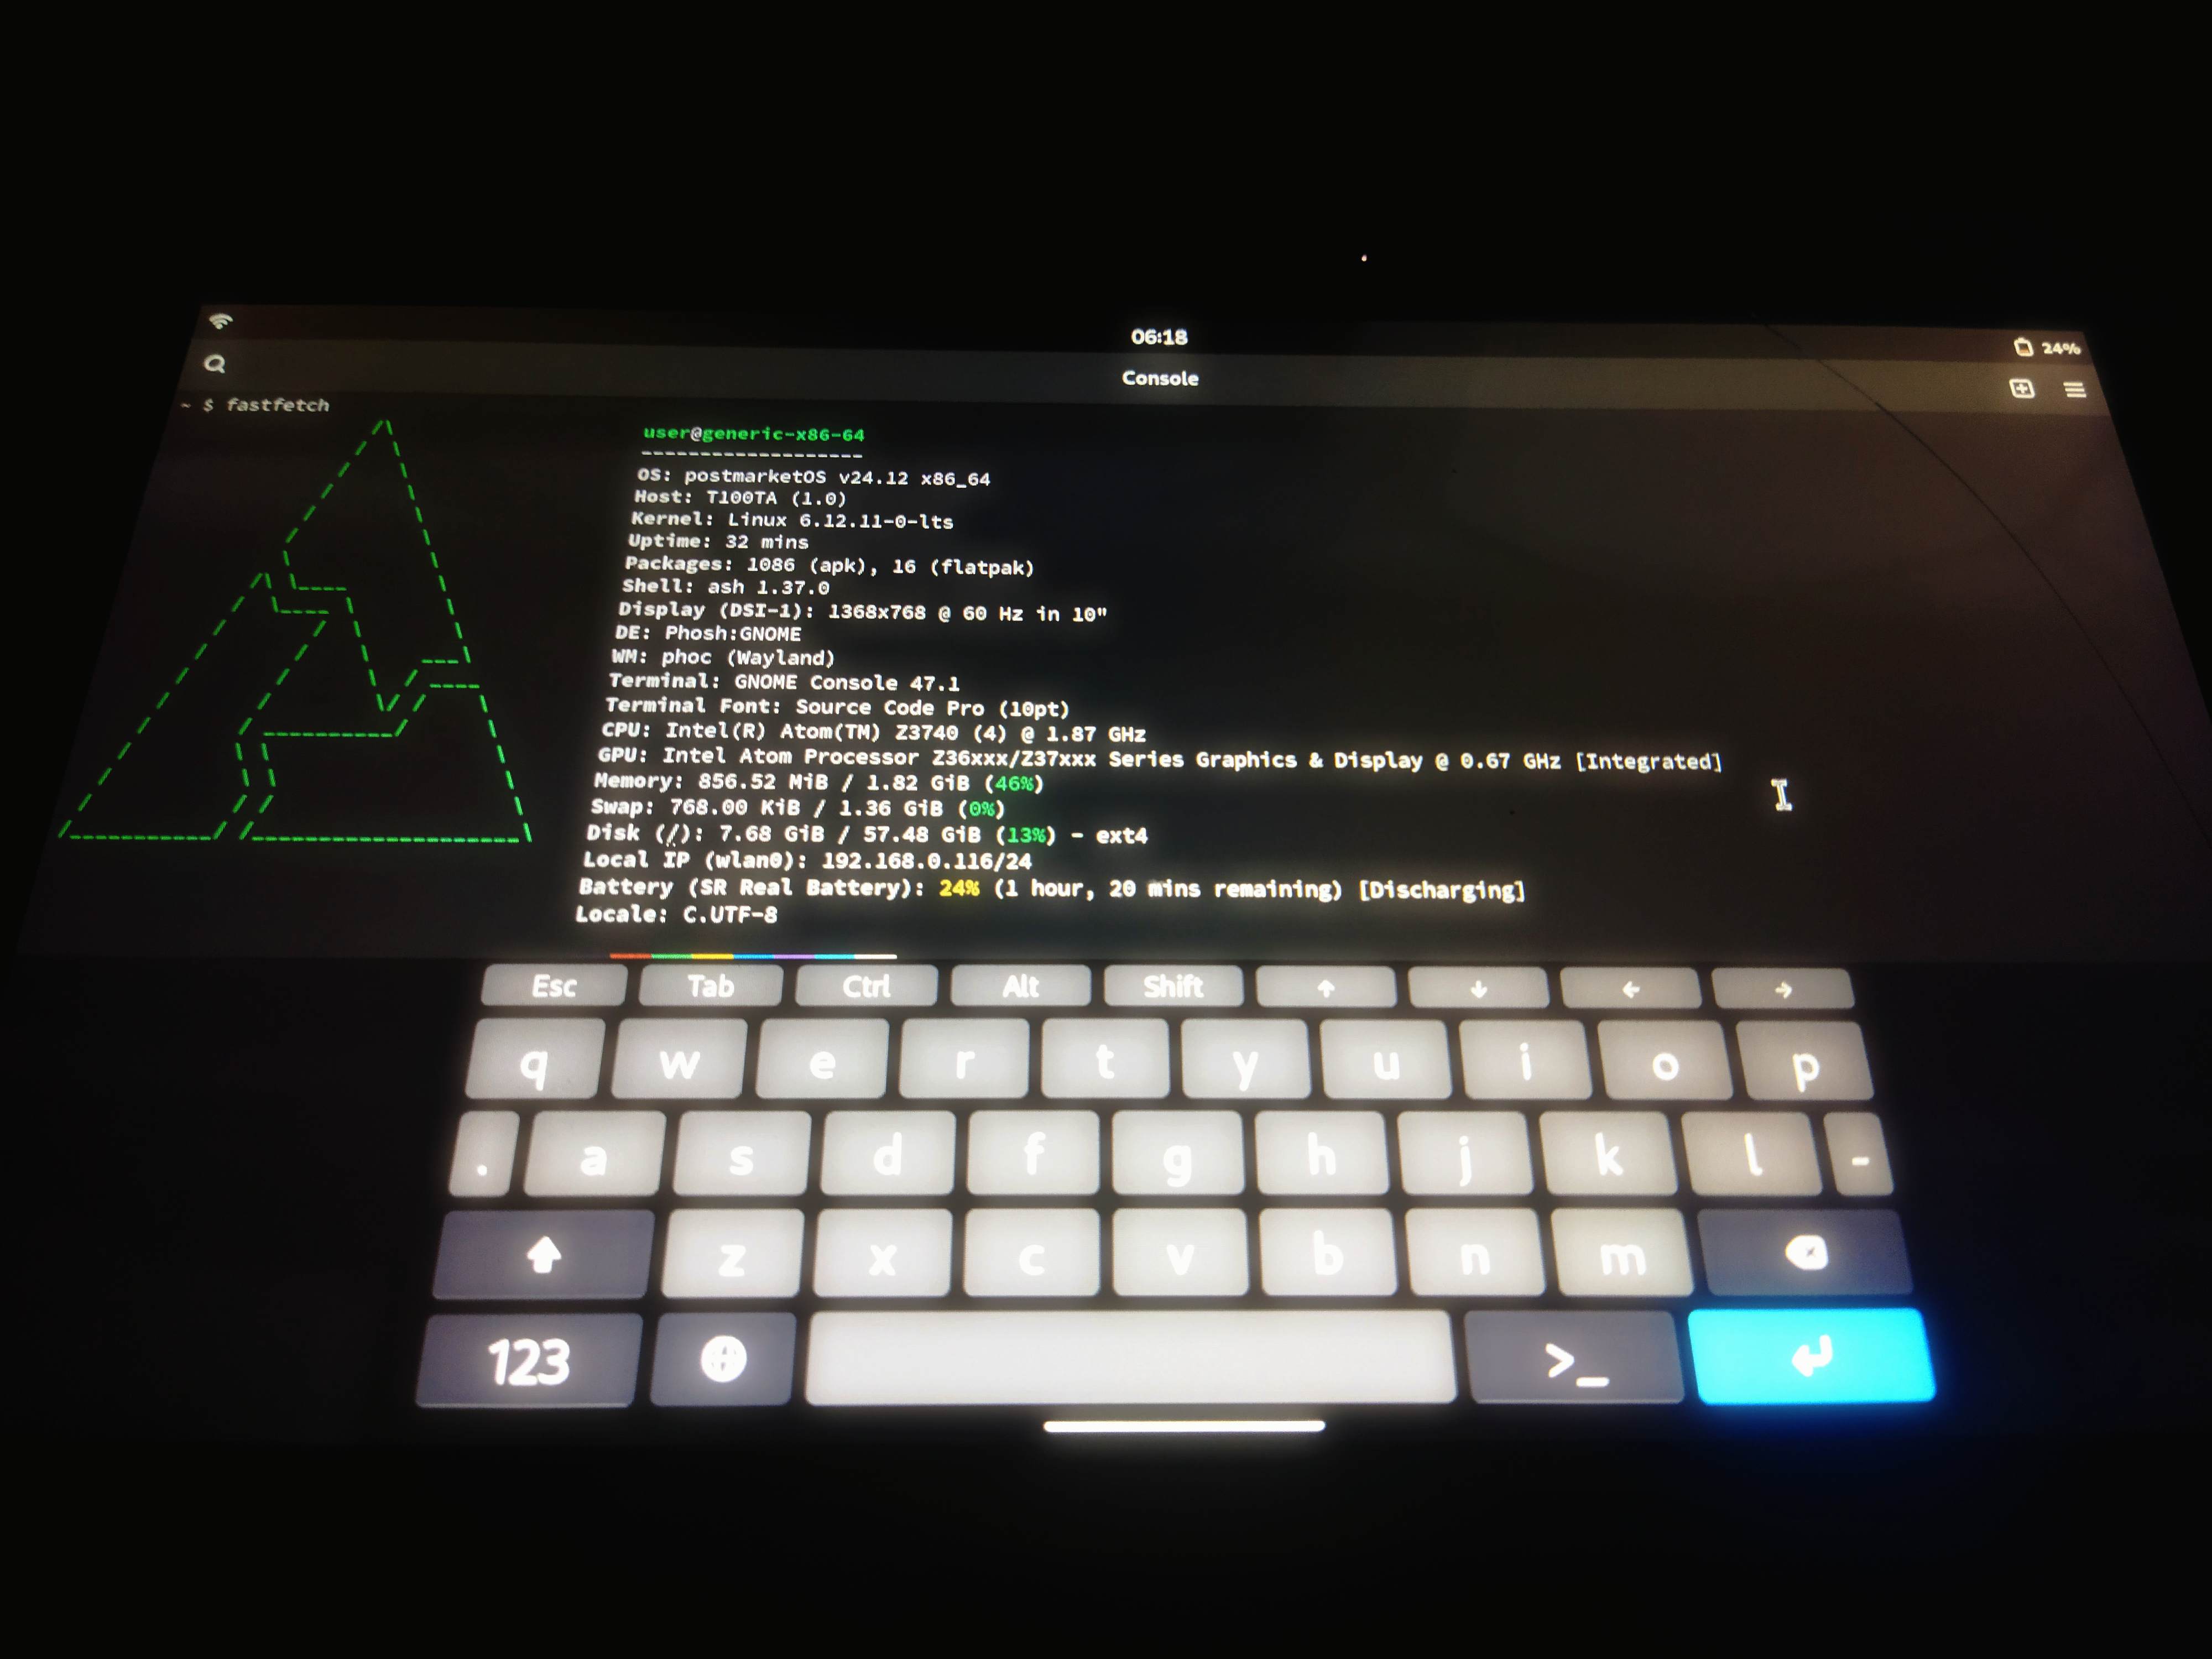 06:18
24%
Console
~ $ fastfetch
user@generic-x86-64
-------------------
OS: postmarketOS v24.12 x86_64
Host: T100TA (1.0)
Kernel: Linux 6.12.11-0-lts
Uptime: 32 mins
Packages: 1086 (apk), 16 (flatpak)
Shell: ash 1.37.0
Display (DSI-1): 1368x768 @ 60 Hz in 10"
DE: Phosh:GNOME
WM: phoc (Wayland)
Terminal: GNOME Console 47.1
Terminal Font: Source Code Pro (10pt)
CPU: Intel(R) Atom(TM) Z3740 (4) @ 1.87 GHz
GPU: Intel Atom Processor Z36xxx/Z37xxx Series Graphics & Display @ 0.67 GHz [Integrated]
Memory: 856.52 MiB / 1.82 GiB (46%)
Swap: 768.00 KiB / 1.36 GiB (0%)
Disk (/): 7.68 GiB / 57.48 GiB (13%) - ext4
Local IP (wlan0): 192.168.0.116/24
Battery (SR Real Battery): 24% (1 hour, 20 mins remaining) [Discharging]
Locale: C.UTF-8
Esc Tab Ctrl Alt Shift ↑ ↓ ← →
q w e r t y u i o p
. a s d f g h j k l -
z x c v b n m
123 >_